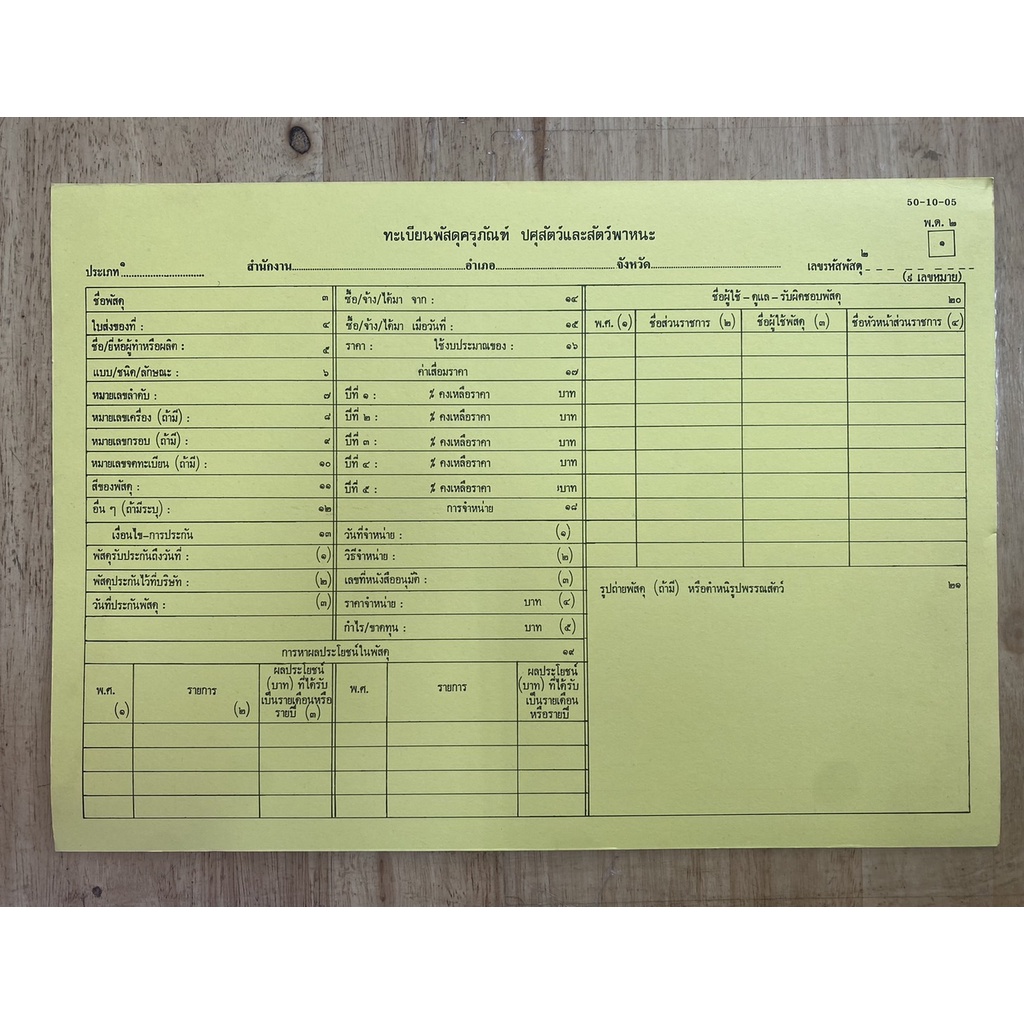 50-10-05
พ.ด. ๒
ทะเบียนพัสดุครุภัณฑ์ ปศุสัตว์และสัตว์พาหนะ
๑
ประเภท๑............................ สำนักงาน....................................................อำเภอ....................................จังหวัด....................................... เลขรหัสพัสดุ๒_ _ _ _ _ _ _ _
(๘ เลขหมาย)
ชื่อพัสดุ ๓
ใบส่งของที่ : ๔
ชื่อ/ยี่ห้อผู้ทำหรือผลิต : ๕
แบบ/ชนิด/ลักษณะ : ๖
หมายเลขลำดับ : ๗
หมายเลขเครื่อง (ถ้ามี) : ๘
หมายเลขกรอบ (ถ้ามี) : ๙
หมายเลขจดทะเบียน (ถ้ามี) : ๑๐
สีของพัสดุ : ๑๑
อื่น ๆ (ถ้ามีระบุ) : ๑๒
เงื่อนไข-การประกัน ๑๓
พัสดุรับประกันถึงวันที่ : (๑)
พัสดุประกันไว้ที่บริษัท : (๒)
วันที่ประกันพัสดุ : (๓)
ซื้อ/จ้าง/ได้มา จาก : ๑๔
ซื้อ/จ้าง/ได้มา เมื่อวันที่ : ๑๕
ราคา : ใช้งบประมาณของ : ๑๖
ค่าเสื่อมราคา ๑๗
ปีที่ ๑ : % คงเหลือราคา บาท
ปีที่ ๒ : % คงเหลือราคา บาท
ปีที่ ๓ : % คงเหลือราคา บาท
ปีที่ ๔ : % คงเหลือราคา บาท
ปีที่ ๕ : % คงเหลือราคา บาท
การจำหน่าย ๑๘
วันที่จำหน่าย : (๑)
วิธีจำหน่าย : (๒)
เลขที่หนังสืออนุมัติ : (๓)
ราคาจำหน่าย : บาท (๔)
กำไร/ขาดทุน : บาท (๕)
การหาผลประโยชน์ในพัสดุ ๑๙
พ.ศ. (๑)
รายการ (๒)
ผลประโยชน์
(บาท) ที่ได้รับ
เป็นรายเดือนหรือ
รายปี (๓)
พ.ศ.
รายการ
ผลประโยชน์
(บาท) ที่ได้รับ
เป็นรายเดือน
หรือรายปี
ชื่อผู้ใช้ - ดูแล - รับผิดชอบพัสดุ ๒๐
พ.ศ. (๑) ชื่อส่วนราชการ (๒) ชื่อผู้ใช้พัสดุ (๓) ชื่อหัวหน้าส่วนราชการ (๔)
รูปถ่ายพัสดุ (ถ้ามี) หรือตำหนิรูปพรรณสัตว์ ๒๑